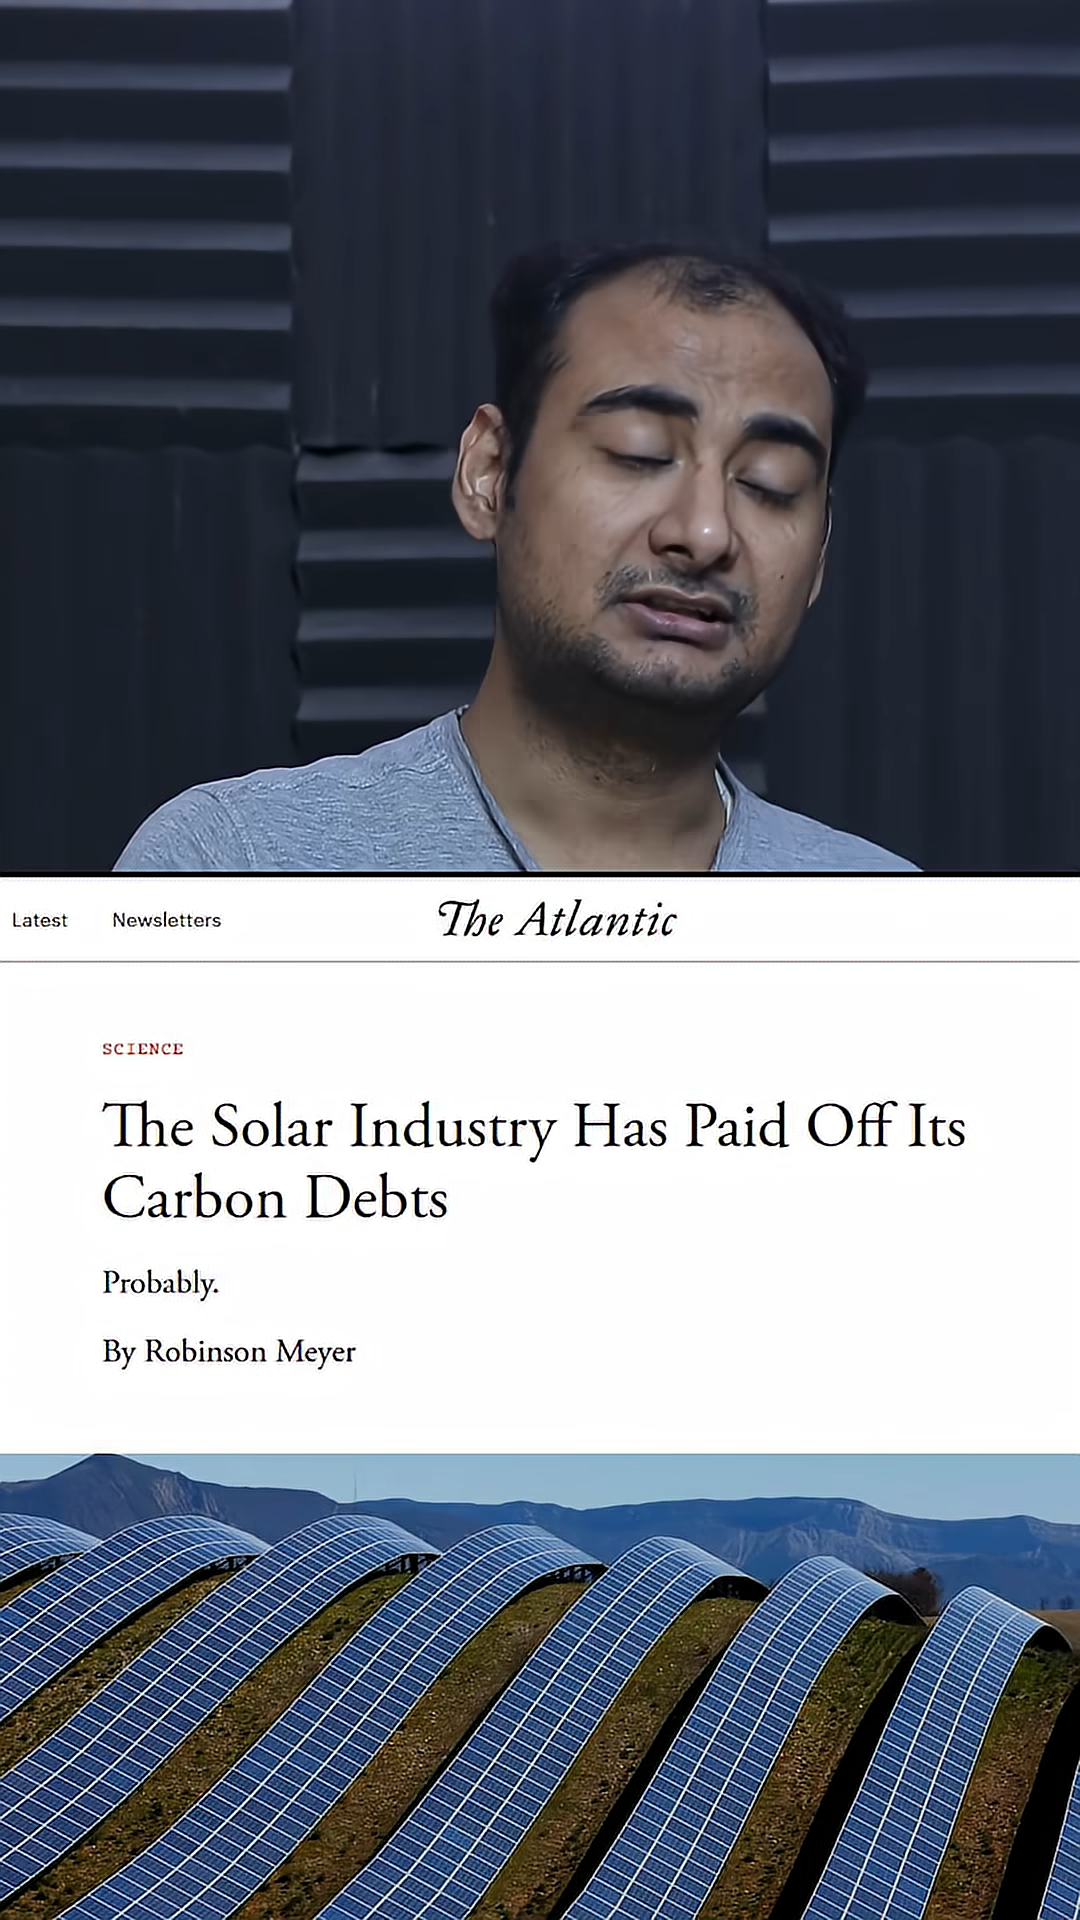 Latest Newsletters The Atlantic
SCIENCE
The Solar Industry Has Paid Off Its
Carbon Debts
Probably.
By Robinson Meyer